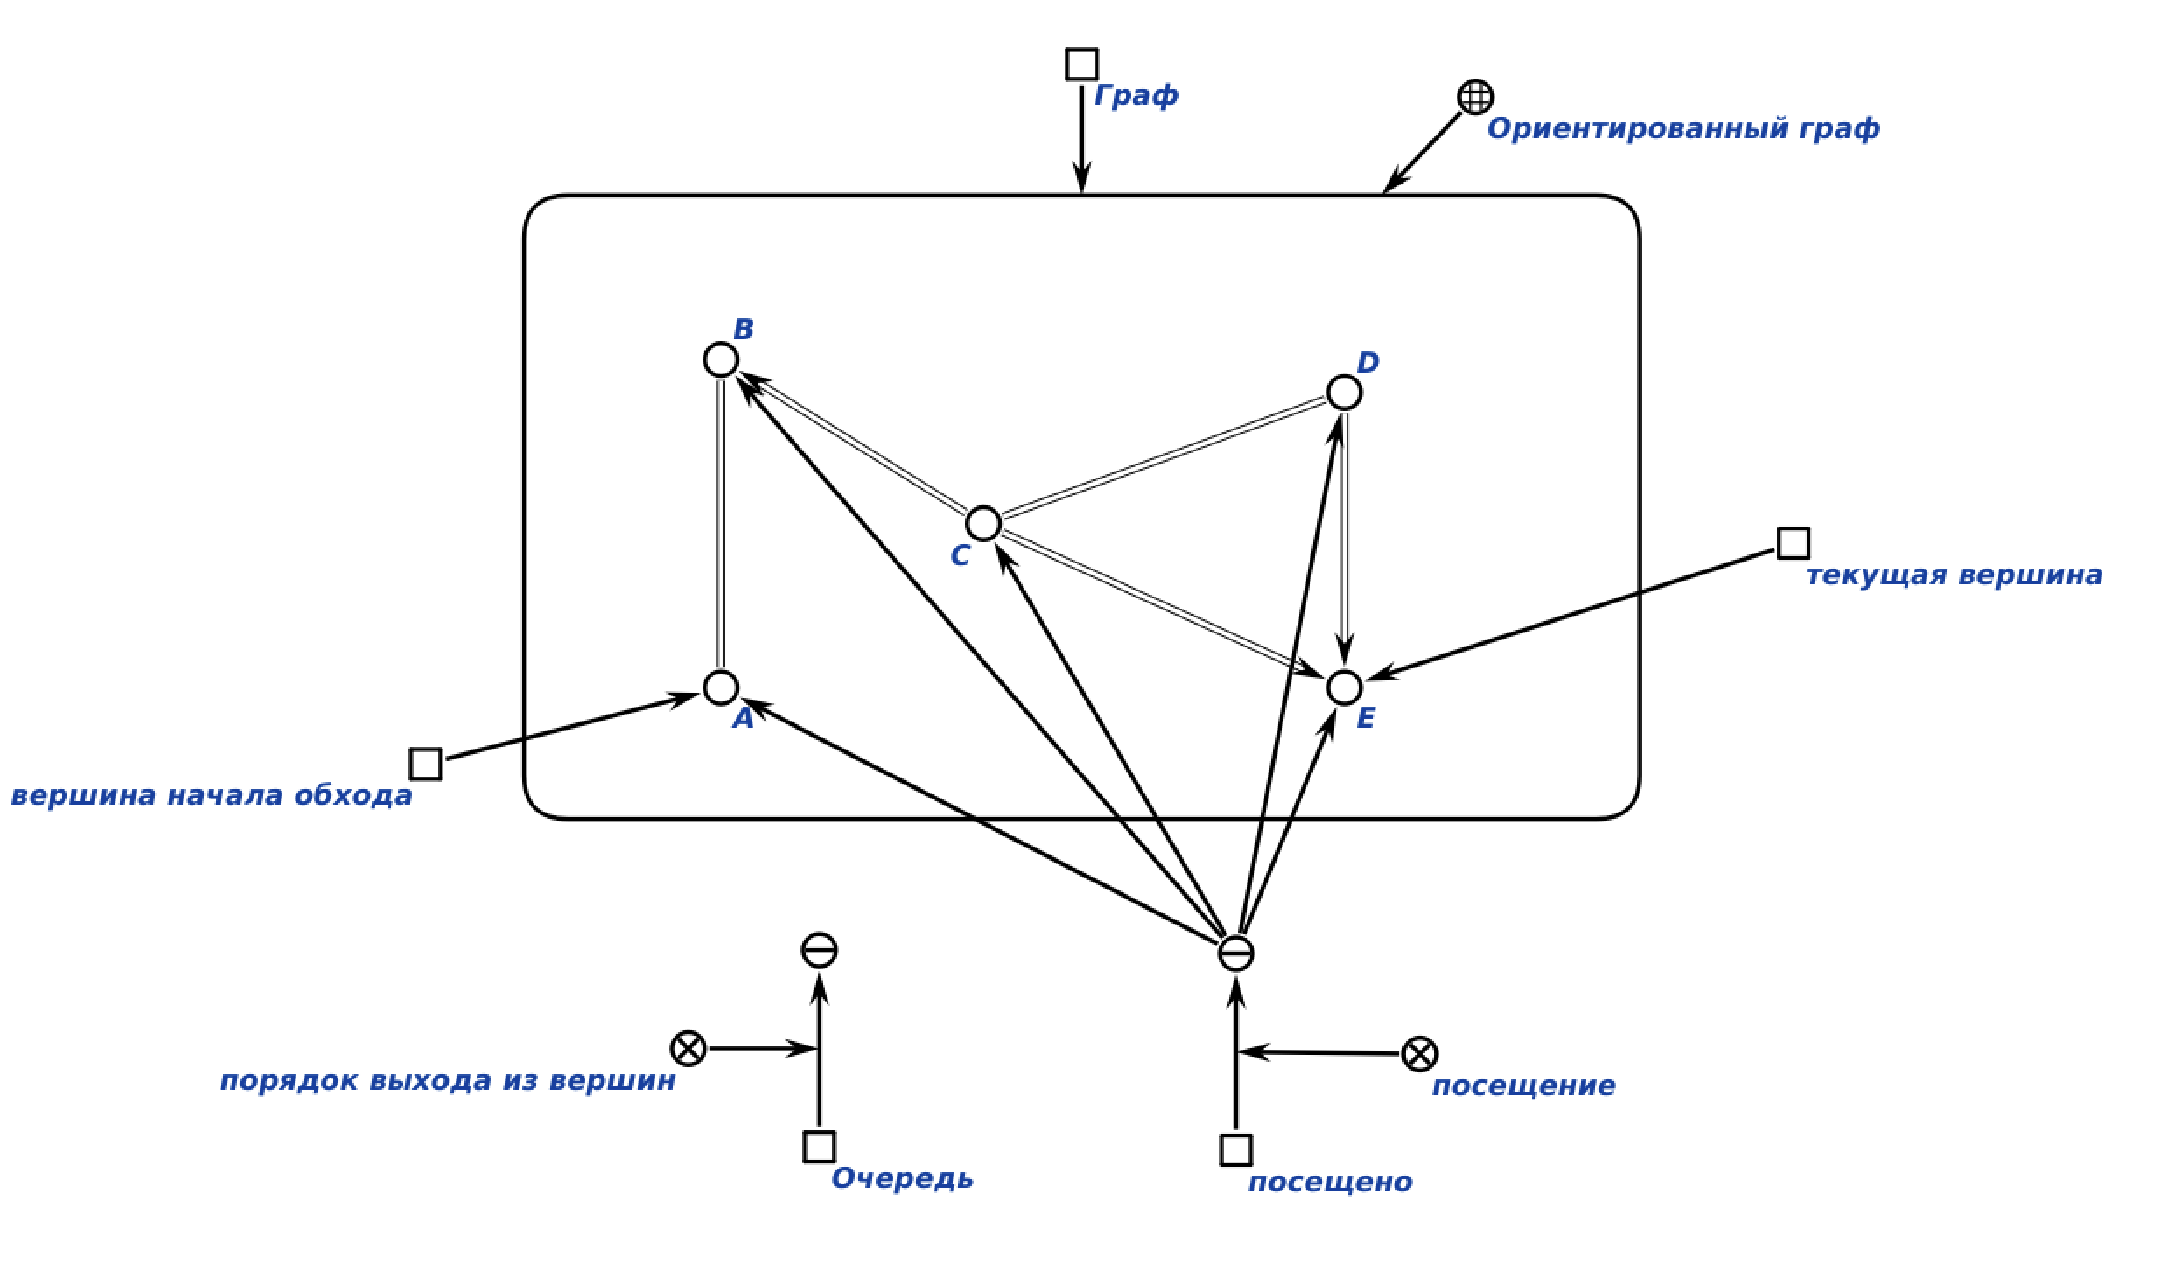 Граф
Ориентированный граф
B
D
C
текущая вершина
A
E
вершина начала обхода
порядок выхода из вершин
посещение
Очередь
посещено